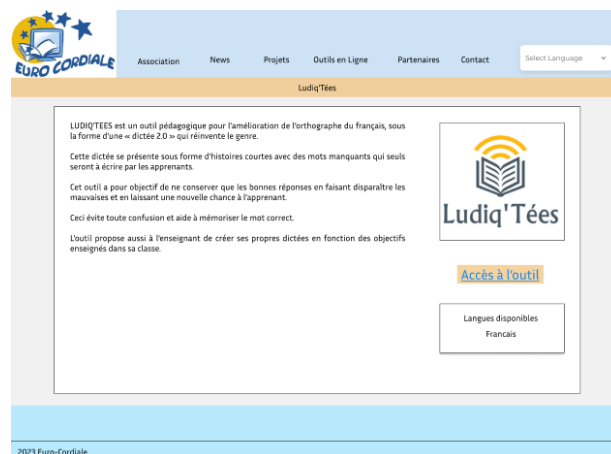 EURO CORDIALE
Association
News
Projets
Outils en Ligne
Partenaires
Contact
Select Language
Ludiq'Tées
LUDIQ'TEES est un outil pédagogique pour l'amélioration de l'orthographe du français, sous
la forme d'une « dictée 2.0 » qui réinvente le genre.
Cette dictée se présente sous forme d'histoires courtes avec des mots manquants qui seuls
seront à écrire par les apprenants.
Cet outil a pour objectif de ne conserver que les bonnes réponses en faisant disparaître les
mauvaises et en laissant une nouvelle chance à l'apprenant.
Ceci évite toute confusion et aide à mémoriser le mot correct.
L'outil propose aussi à l'enseignant de créer ses propres dictées en fonction des objectifs
enseignés dans sa classe.
Ludiq'Tées
Accès à l'outil
Langues disponibles
Francais
2023 Euro-Cordiale